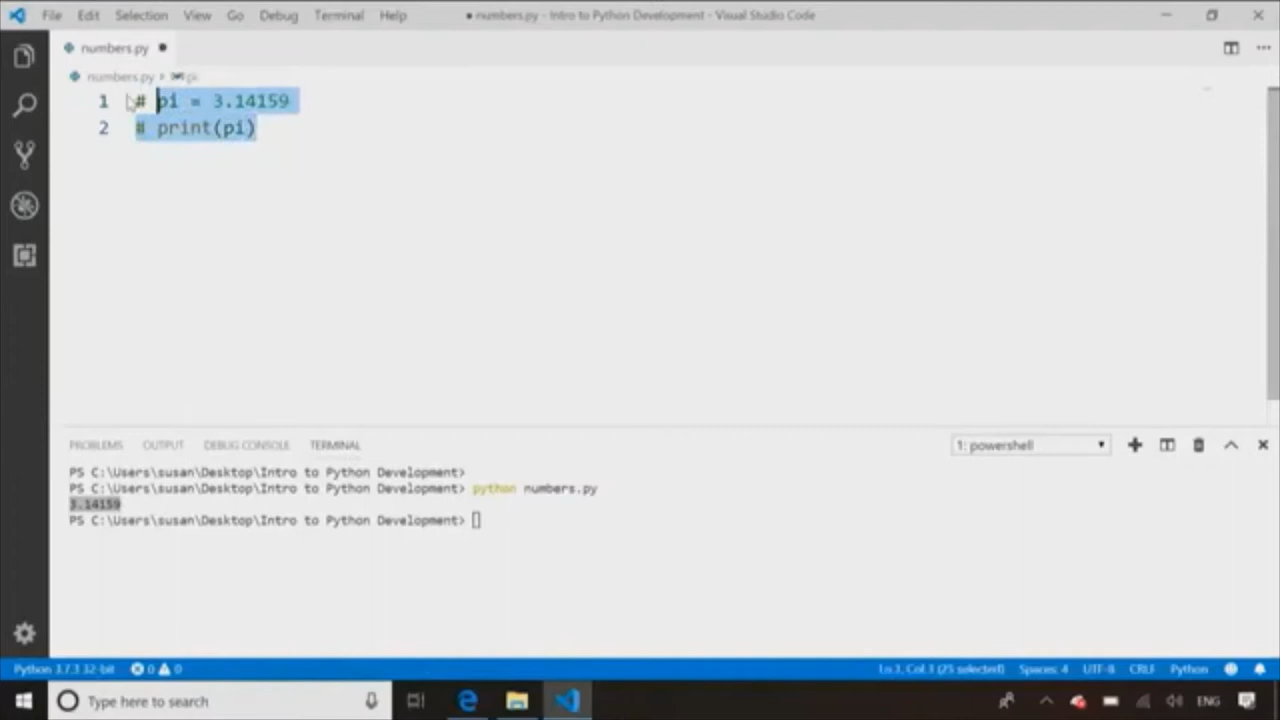 File Edit Selection View Go Debug Terminal Help
● numbers.py - Intro to Python Development - Visual Studio Code
numbers.py ●
numbers.py › pi
1 # pi = 3.14159
2 # print(pi)
PROBLEMS OUTPUT DEBUG CONSOLE TERMINAL
1: powershell
PS C:\Users\susan\Desktop\Intro to Python Development>
PS C:\Users\susan\Desktop\Intro to Python Development> python numbers.py
3.14159
PS C:\Users\susan\Desktop\Intro to Python Development>
Python 3.7.3 32-bit 0 0 (25 selected) Spaces: 4 UTF-8 CRLF Python
Type here to search ENG